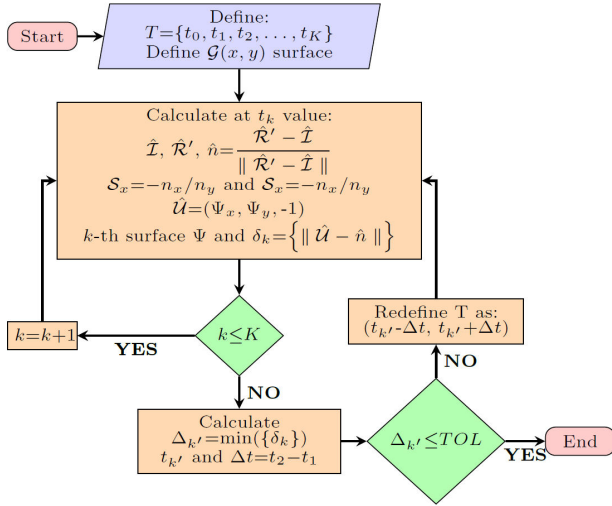 Start
Define:
T={t₀, t₁, t₂, . . . , t_K}
Define 𝒢(x, y) surface
Calculate at t_k value:
ℐ̂, ℛ̂′, n̂= (ℛ̂′ − ℐ̂) / (∥ ℛ̂′ − ℐ̂ ∥)
𝒮_x=−n_x/n_y and 𝒮_x=−n_x/n_y
𝒰̂=(Ψ_x, Ψ_y, -1)
k-th surface Ψ and δ_k={∥ 𝒰̂ − n̂ ∥}
k=k+1
YES
k≤K
NO
Redefine T as:
(t_k′-Δt, t_k′+Δt)
NO
Calculate
Δ_k′=min({δ_k})
t_k′ and Δt=t₂−t₁
Δ_k′≤TOL
YES
End